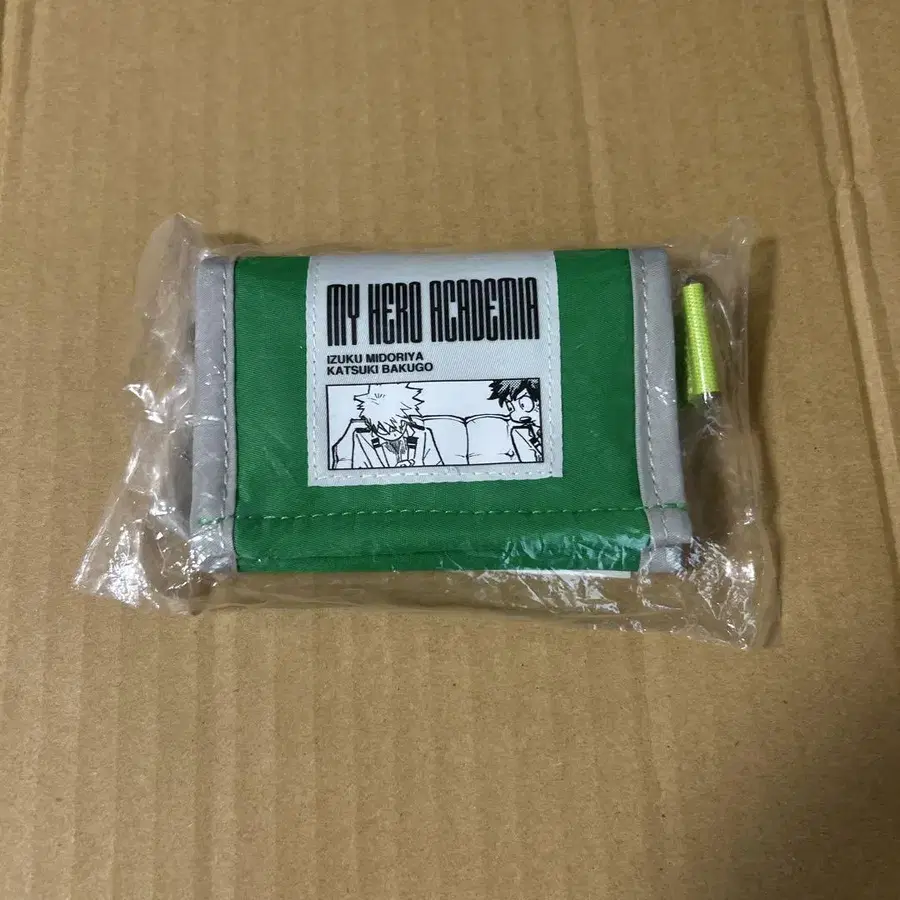 MY HERO ACADEMIA
IZUKU MIDORIYA
KATSUKI BAKUGO